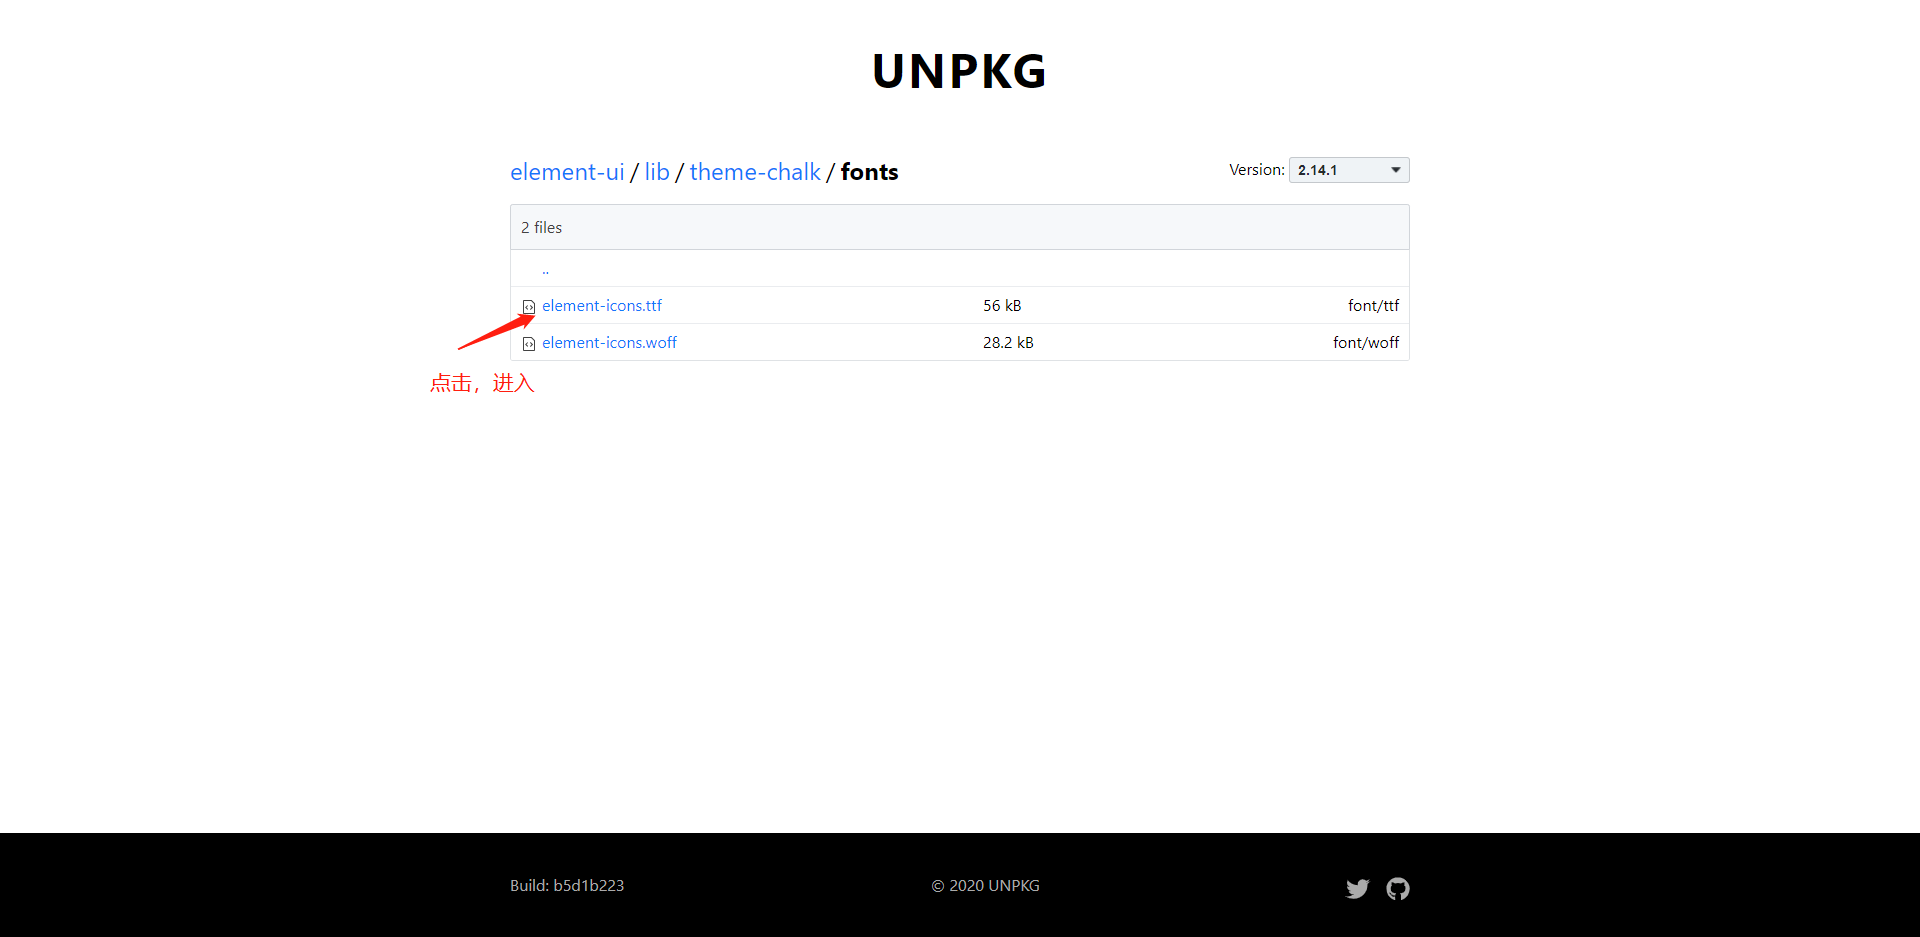 UNPKG
element-ui / lib / theme-chalk / fonts
Version: 2.14.1
2 files
..
element-icons.ttf 56 kB font/ttf
element-icons.woff 28.2 kB font/woff
点击，进入
Build: b5d1b223 © 2020 UNPKG